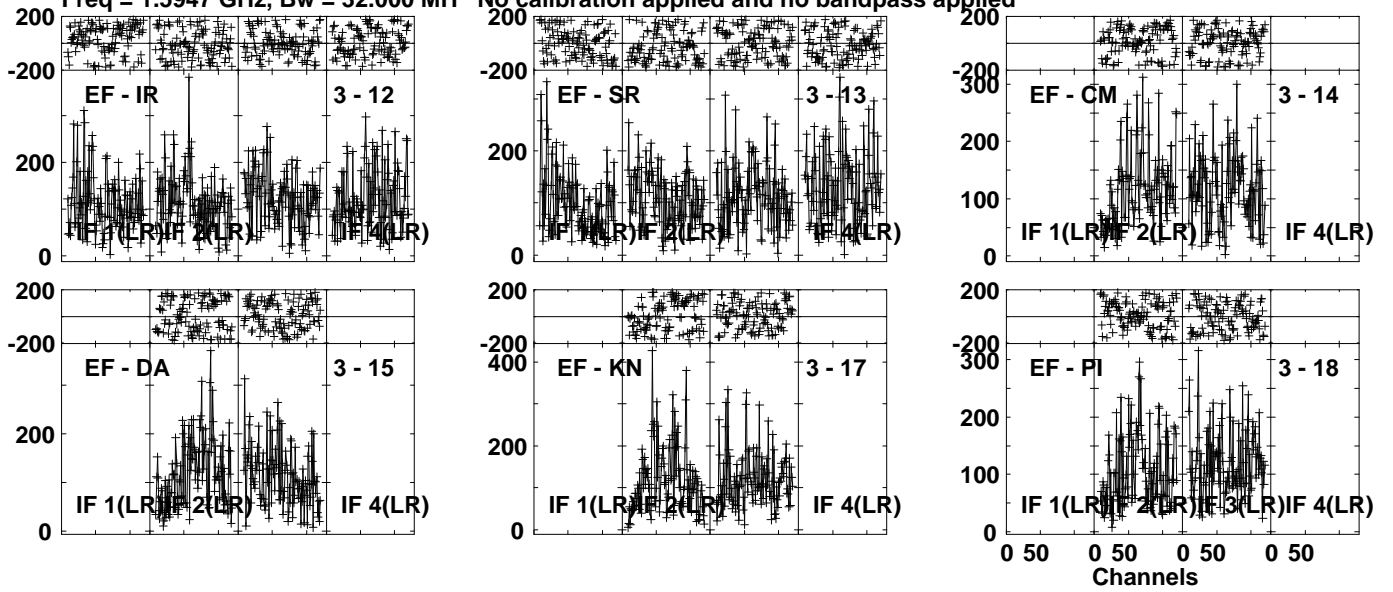 Freq = 1.5947 GHz, Bw = 32.000 MH No calibration applied and no bandpass applied
200
-200
EF - IR
3 - 12
200
0
IF 1(LR)
IF 2(LR)
IF 4(LR)
200
-200
EF - SR
3 - 13
200
0
IF 1(LR)
IF 2(LR)
IF 4(LR)
200
-200
300
EF - CM
3 - 14
200
100
0
IF 1(LR)
IF 2(LR)
IF 4(LR)
200
-200
EF - DA
3 - 15
200
0
IF 1(LR)
IF 2(LR)
IF 4(LR)
200
-200
400
EF - KN
3 - 17
200
0
IF 1(LR)
IF 2(LR)
IF 4(LR)
200
-200
300
EF - PI
3 - 18
200
100
0
IF 1(LR)
IF 2(LR)
IF 3(LR)
IF 4(LR)
0 50 0 50 0 50 0 50
Channels